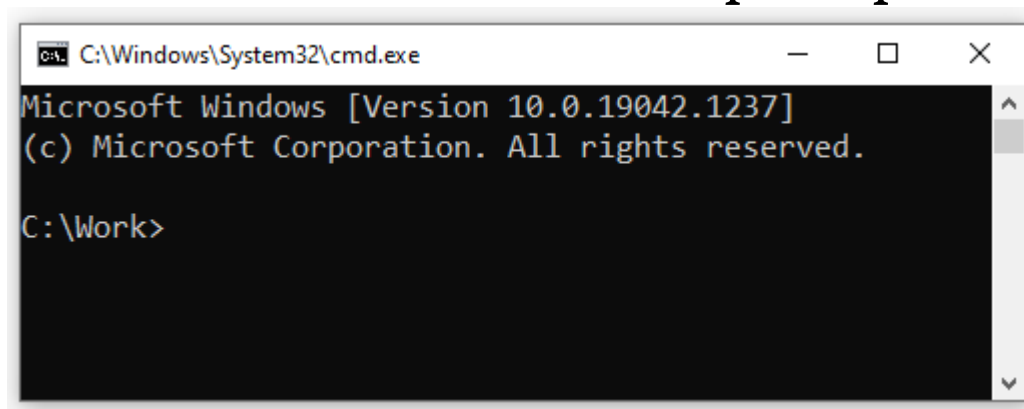 C:\Windows\System32\cmd.exe
Microsoft Windows [Version 10.0.19042.1237]
(c) Microsoft Corporation. All rights reserved.
C:\Work>